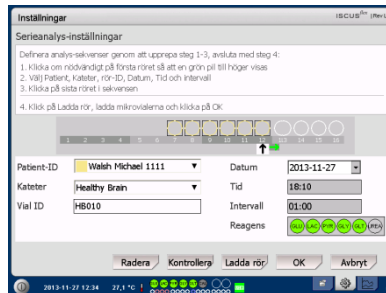 Inställningar
ISCUS
Serieanalys-
inställningar
Definera analys-sekvenser genom att upprepa steg 1-3, avsluta med steg 4:
1. Klicka om nödvändigt på första röret så att en grön pil till höger visas
2. Välj Patient, Kateter, rör-ID, Datum, Tid och intervall
3. Klicka på sista röret i sekvensen
4. Klick på Ladda rör, ladda mikrovialerna och klicka på OK
1 2 3 4 5 6 7 8 9 10 11 12 13 14 15 16
Patient-ID Walsh Michael 1111 Datum 2013-11-27
Kateter Healthy Brain Tid 18:10
Vial ID HB010 Intervall 01:00
Reagens GLU LAC PYR GLY GLT UREA
Radera Kontrollera Ladda rör OK Avbryt
2013-11-27 12:34 27,1 °C !